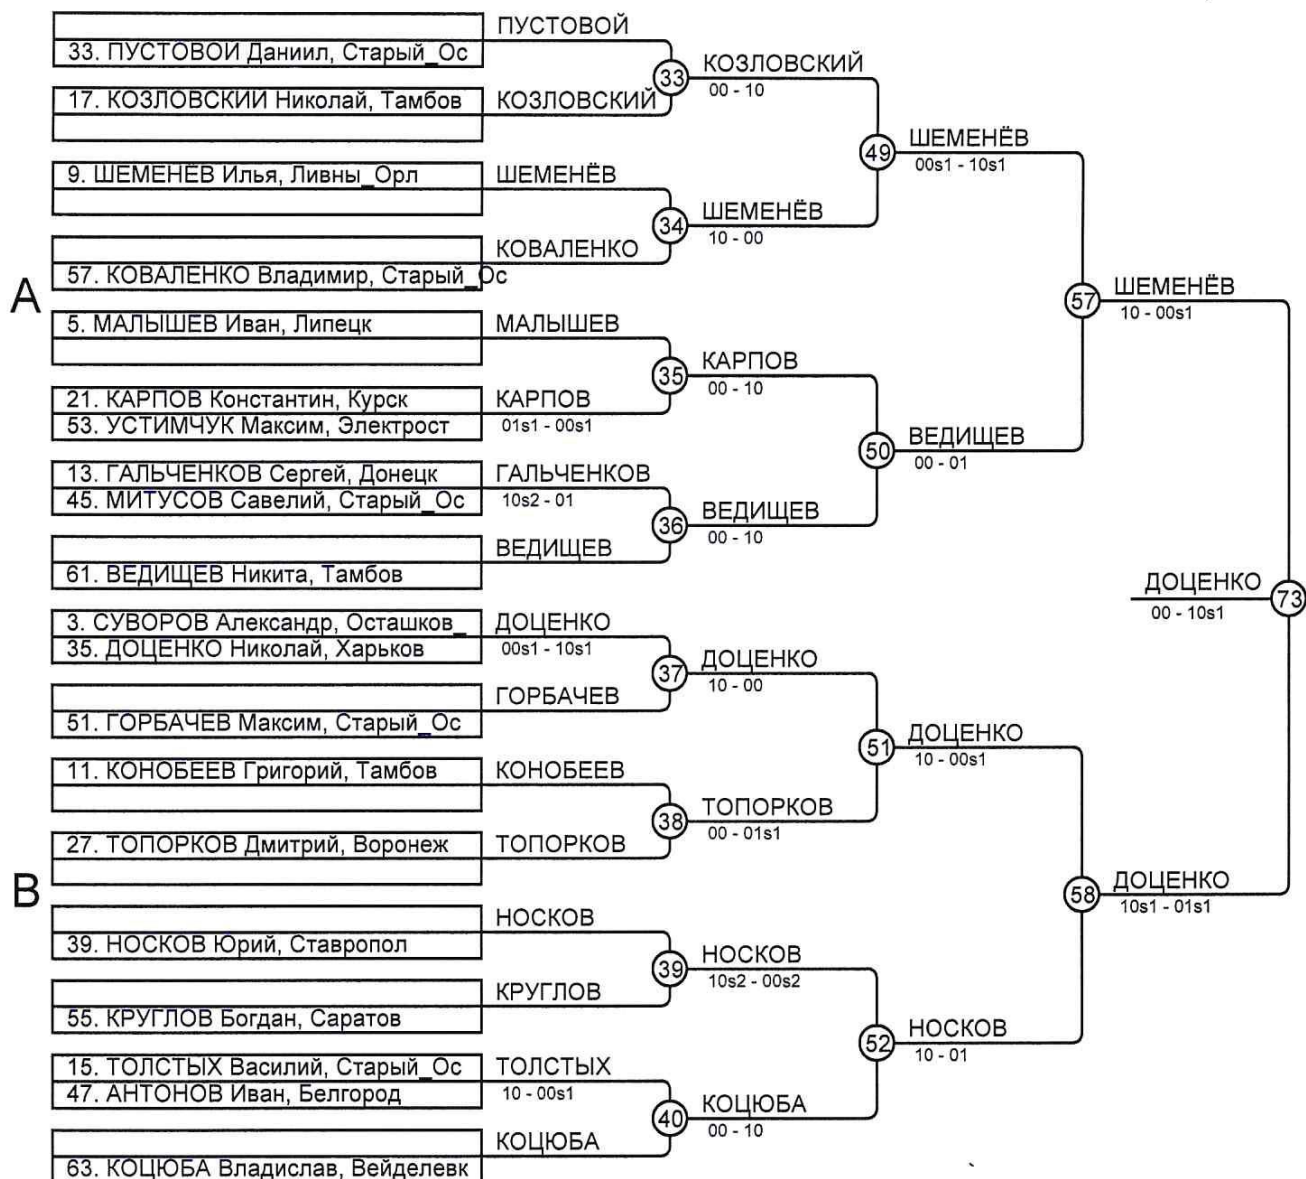 ПУСТОВОЙ
33. ПУСТОВОЙ Даниил, Старый_Ос
33
КОЗЛОВСКИЙ
00 - 10
17. КОЗЛОВСКИЙ Николай, Тамбов
КОЗЛОВСКИЙ
49
ШЕМЕНЁВ
00s1 - 10s1
9. ШЕМЕНЁВ Илья, Ливны_Орл
ШЕМЕНЁВ
34
ШЕМЕНЁВ
10 - 00
КОВАЛЕНКО
57. КОВАЛЕНКО Владимир, Старый_Ос
A
57
ШЕМЕНЁВ
10 - 00s1
5. МАЛЫШЕВ Иван, Липецк
МАЛЫШЕВ
35
КАРПОВ
00 - 10
21. КАРПОВ Константин, Курск
КАРПОВ
53. УСТИМЧУК Максим, Электрост
01s1 - 00s1
50
ВЕДИЩЕВ
00 - 01
13. ГАЛЬЧЕНКОВ Сергей, Донецк
ГАЛЬЧЕНКОВ
45. МИТУСОВ Савелий, Старый_Ос
10s2 - 01
36
ВЕДИЩЕВ
00 - 10
ВЕДИЩЕВ
61. ВЕДИЩЕВ Никита, Тамбов
ДОЦЕНКО
00 - 10s1
73
3. СУВОРОВ Александр, Осташков_
ДОЦЕНКО
35. ДОЦЕНКО Николай, Харьков
00s1 - 10s1
37
ДОЦЕНКО
10 - 00
ГОРБАЧЕВ
51. ГОРБАЧЕВ Максим, Старый_Ос
51
ДОЦЕНКО
10 - 00s1
11. КОНОБЕЕВ Григорий, Тамбов
КОНОБЕЕВ
38
ТОПОРКОВ
00 - 01s1
27. ТОПОРКОВ Дмитрий, Воронеж
ТОПОРКОВ
B
58
ДОЦЕНКО
10s1 - 01s1
НОСКОВ
39. НОСКОВ Юрий, Ставропол
39
НОСКОВ
10s2 - 00s2
КРУГЛОВ
55. КРУГЛОВ Богдан, Саратов
52
НОСКОВ
10 - 01
15. ТОЛСТЫХ Василий, Старый_Ос
ТОЛСТЫХ
47. АНТОНОВ Иван, Белгород
10 - 00s1
40
КОЦЮБА
00 - 10
КОЦЮБА
63. КОЦЮБА Владислав, Вейделевк